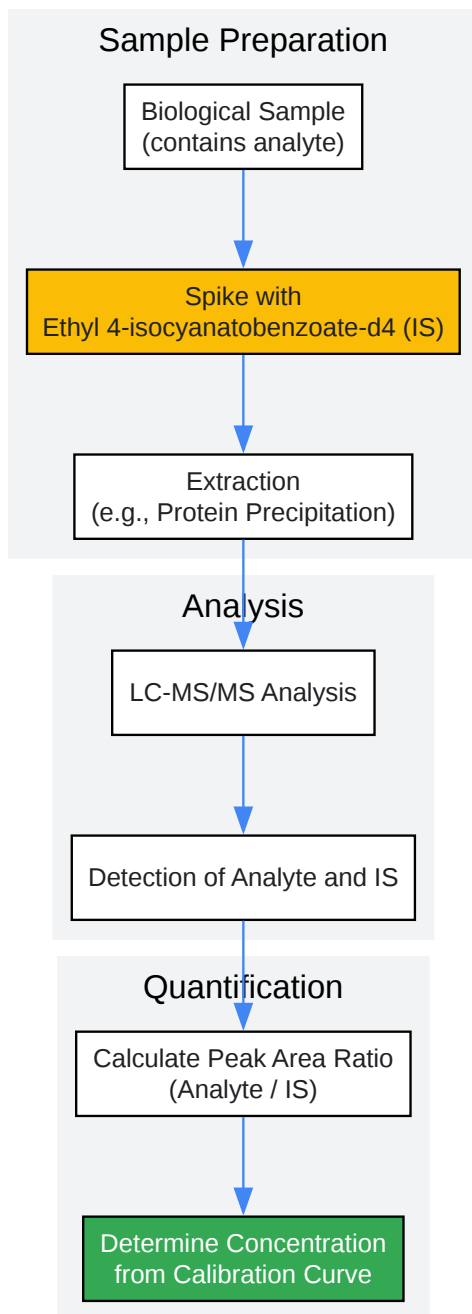 Sample Preparation
Biological Sample
(contains analyte)
Spike with
Ethyl 4-isocyanatobenzoate-d4 (IS)
Extraction
(e.g., Protein Precipitation)
Analysis
LC-MS/MS Analysis
Detection of Analyte and IS
Quantification
Calculate Peak Area Ratio
(Analyte / IS)
Determine Concentration
from Calibration Curve